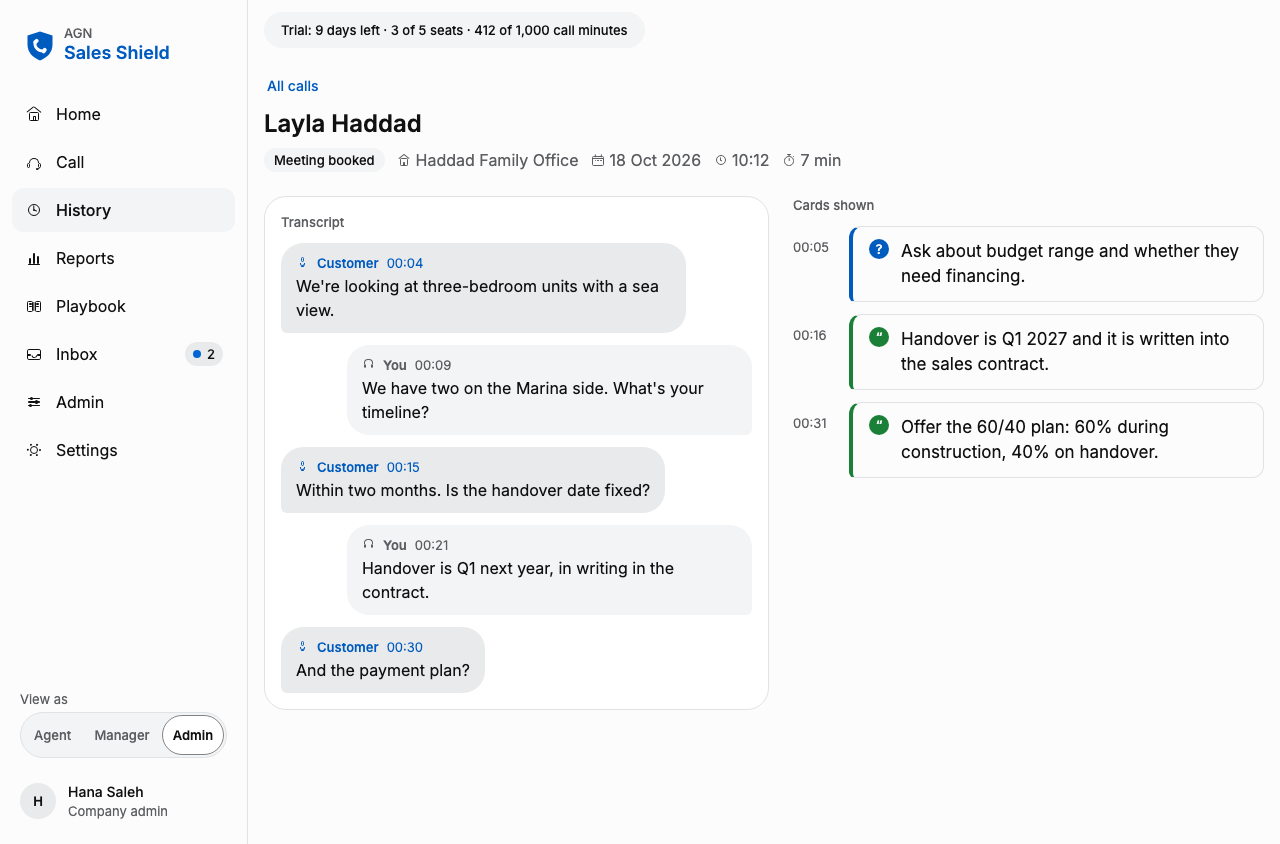 AGN
Sales Shield
Home
Call
History
Reports
Playbook
Inbox
2
Admin
Settings
View as
Agent
Manager
Admin
H
Hana Saleh
Company admin
Trial: 9 days left · 3 of 5 seats · 412 of 1,000 call minutes
All calls
Layla Haddad
Meeting booked
Haddad Family Office
18 Oct 2026
10:12
7 min
Transcript
Customer 00:04
We're looking at three-bedroom units with a sea
view.
You 00:09
We have two on the Marina side. What's your
timeline?
Customer 00:15
Within two months. Is the handover date fixed?
You 00:21
Handover is Q1 next year, in writing in the
contract.
Customer 00:30
And the payment plan?
Cards shown
00:05
?
Ask about budget range and whether they
need financing.
00:16
“
Handover is Q1 2027 and it is written into
the sales contract.
00:31
“
Offer the 60/40 plan: 60% during
construction, 40% on handover.